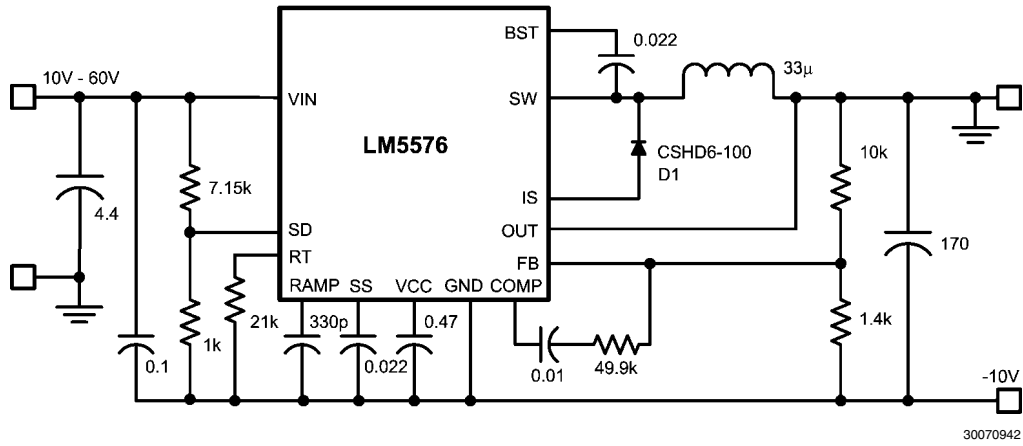 BST
0.022
10V - 60V
33μ
VIN
SW
LM5576
CSHD6-100
D1
10k
7.15k
IS
4.4
SD
OUT
170
RT
FB
RAMP SS VCC GND COMP
21k
330p
0.47
1.4k
1k
0.1
0.022
0.01
49.9k
-10V
30070942